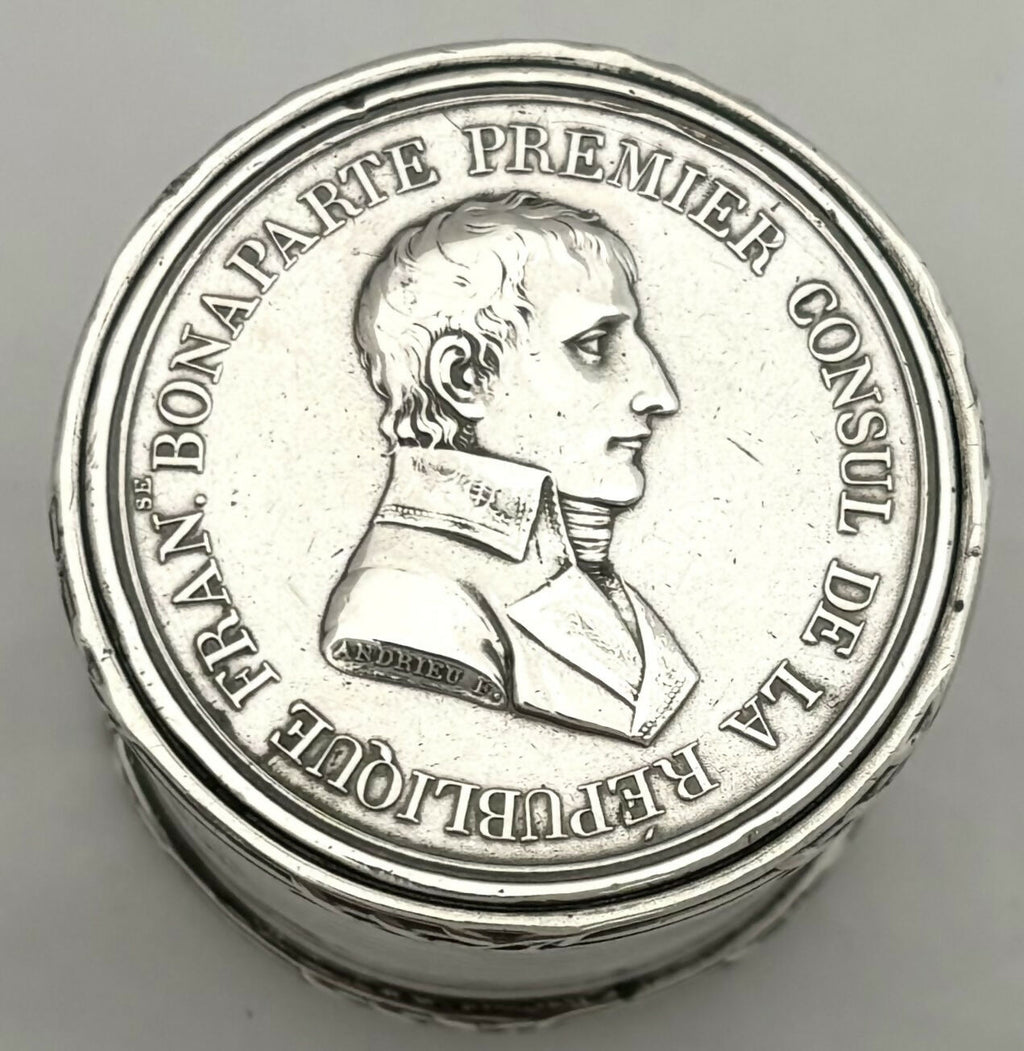 BONAPARTE PREMIER CONSUL DE LA RÉPUBLIQUE FRAN.SE
ANDRIEU F.